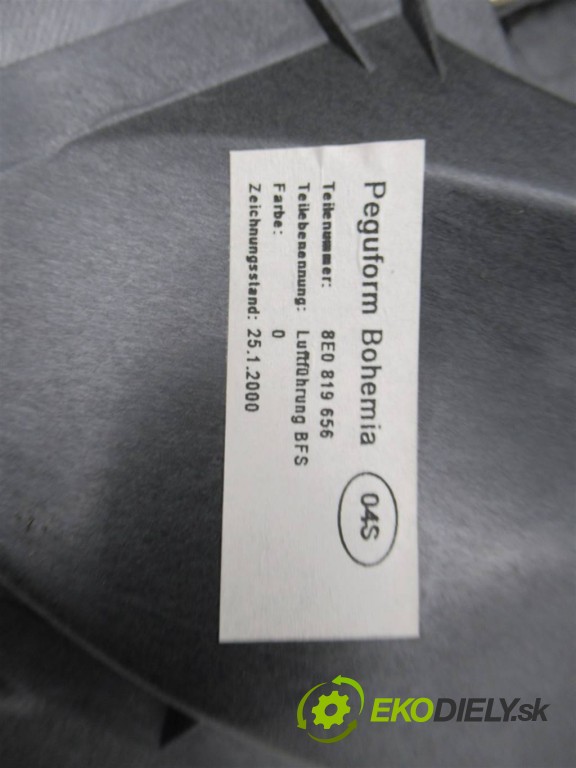 Peguform Bohemia 04S
Teilenummer: 8E0 819 656
Teilebenennung: Luftführung BFS
Farbe: 0
Zeichnungsstand: 25.1.2000
EKODIELY.sk